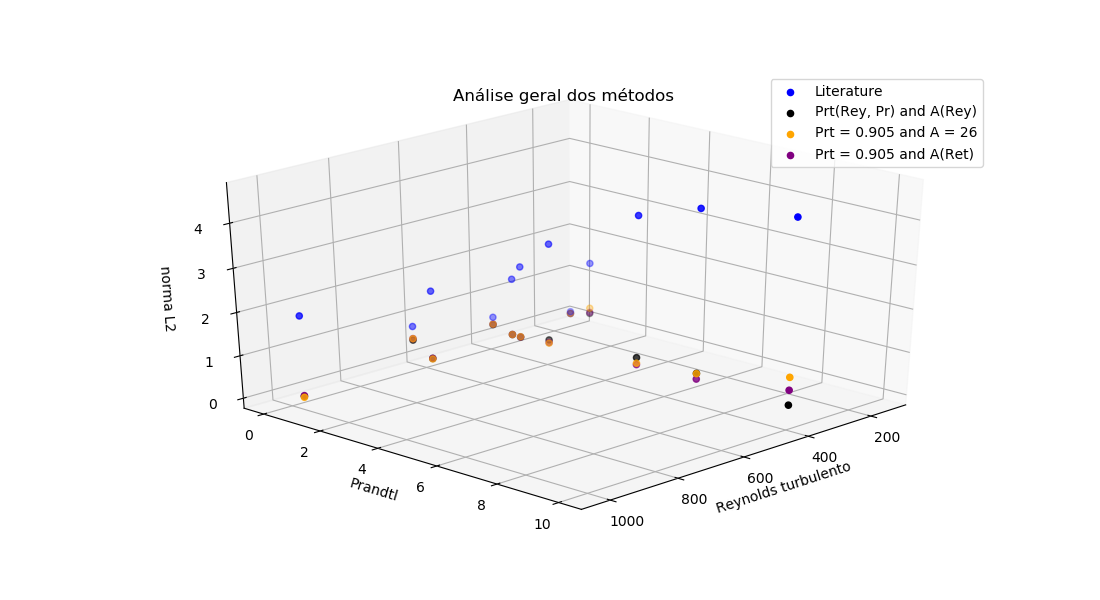 Análise geral dos métodos
Literature
Prt(Rey, Pr) and A(Rey)
Prt = 0.905 and A = 26
Prt = 0.905 and A(Ret)
norma L2
4
3
2
1
0
0
2
4
6
8
10
Prandtl
200
400
600
800
1000
Reynolds turbulento